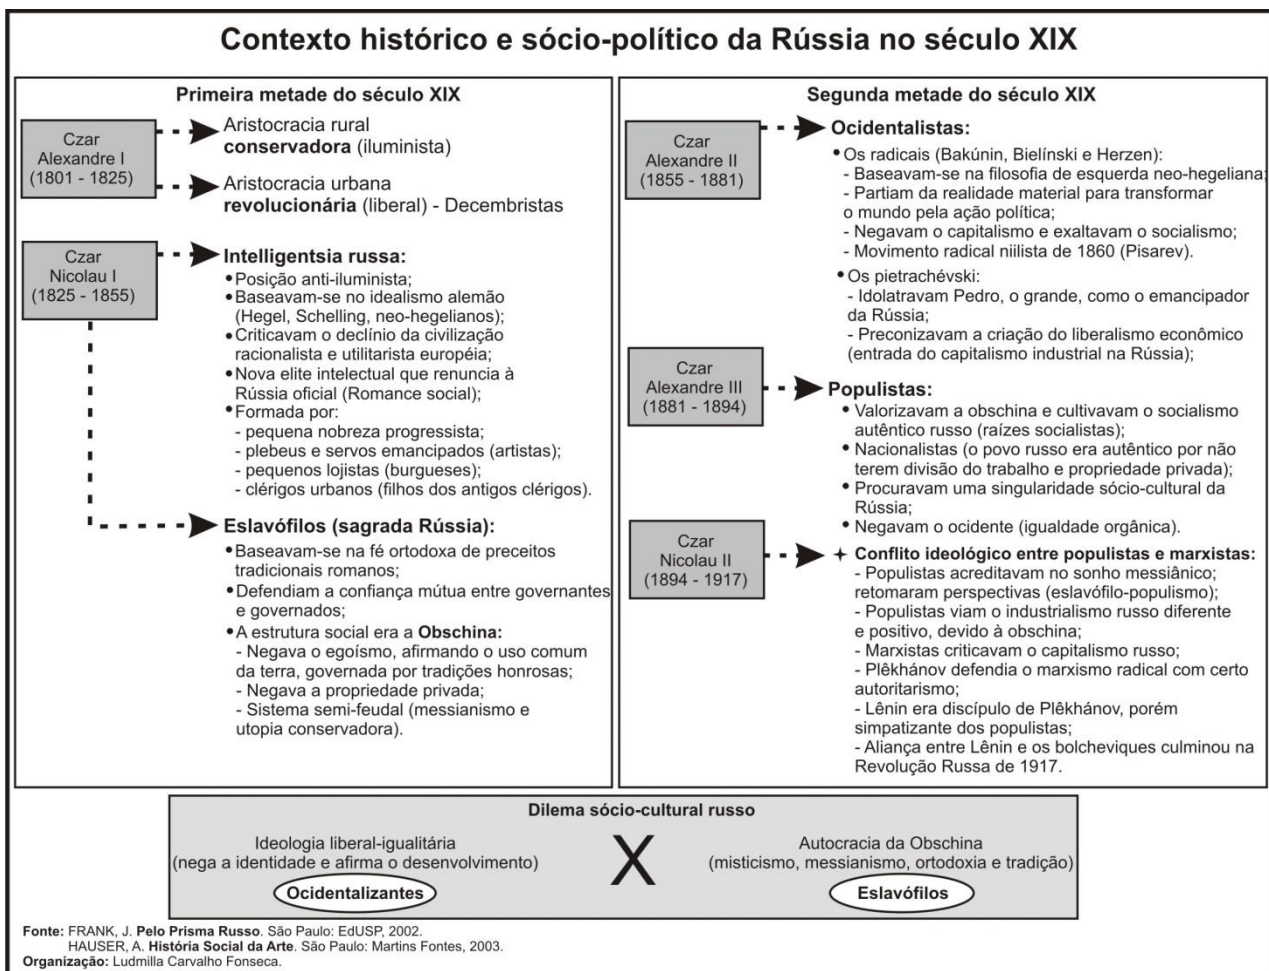 Contexto histórico e sócio-político da Rússia no século XIX
Primeira metade do século XIX
Czar
Alexandre I
(1801 - 1825)
Aristocracia rural
conservadora (iluminista)
Aristocracia urbana
revolucionária (liberal) - Decembristas
Czar
Nicolau I
(1825 - 1855)
Intelligentsia russa:
•Posição anti-iluminista;
•Baseavam-se no idealismo alemão
(Hegel, Schelling, neo-hegelianos);
•Criticavam o declínio da civilização
racionalista e utilitarista européia;
•Nova elite intelectual que renuncia à
Rússia oficial (Romance social);
•Formada por:
- pequena nobreza progressista;
- plebeus e servos emancipados (artistas);
- pequenos lojistas (burgueses);
- clérigos urbanos (filhos dos antigos clérigos).
Eslavófilos (sagrada Rússia):
•Baseavam-se na fé ortodoxa de preceitos
tradicionais romanos;
•Defendiam a confiança mútua entre governantes
e governados;
•A estrutura social era a Obschina:
- Negava o egoísmo, afirmando o uso comum
da terra, governada por tradições honrosas;
- Negava a propriedade privada;
- Sistema semi-feudal (messianismo e
utopia conservadora).
Segunda metade do século XIX
Czar
Alexandre II
(1855 - 1881)
Ocidentalistas:
•Os radicais (Bakúnin, Bielínski e Herzen):
- Baseavam-se na filosofia de esquerda neo-hegeliana;
- Partiam da realidade material para transformar
o mundo pela ação política;
- Negavam o capitalismo e exaltavam o socialismo;
- Movimento radical niilista de 1860 (Pisarev).
•Os pietrachévski:
- Idolatravam Pedro, o grande, como o emancipador
da Rússia;
- Preconizavam a criação do liberalismo econômico
(entrada do capitalismo industrial na Rússia);
Czar
Alexandre III
(1881 - 1894)
Populistas:
• Valorizavam a obschina e cultivavam o socialismo
autêntico russo (raízes socialistas);
• Nacionalistas (o povo russo era autêntico por não
terem divisão do trabalho e propriedade privada);
• Procuravam uma singularidade sócio-cultural da
Rússia;
• Negavam o ocidente (igualdade orgânica).
Czar
Nicolau II
(1894 - 1917)
Conflito ideológico entre populistas e marxistas:
- Populistas acreditavam no sonho messiânico;
retomaram perspectivas (eslavófilo-populismo);
- Populistas viam o industrialismo russo diferente
e positivo, devido à obschina;
- Marxistas criticavam o capitalismo russo;
- Plêkhánov defendia o marxismo radical com certo
autoritarismo;
- Lênin era discípulo de Plêkhánov, porém
simpatizante dos populistas;
- Aliança entre Lênin e os bolcheviques culminou na
Revolução Russa de 1917.
Dilema sócio-cultural russo
Ideologia liberal-igualitária
(nega a identidade e afirma o desenvolvimento)
Ocidentalizantes
X
Autocracia da Obschina
(misticismo, messianismo, ortodoxia e tradição)
Eslavófilos
Fonte: FRANK, J. Pelo Prisma Russo. São Paulo: EdUSP, 2002.
HAUSER, A. História Social da Arte. São Paulo: Martins Fontes, 2003.
Organização: Ludmilla Carvalho Fonseca.